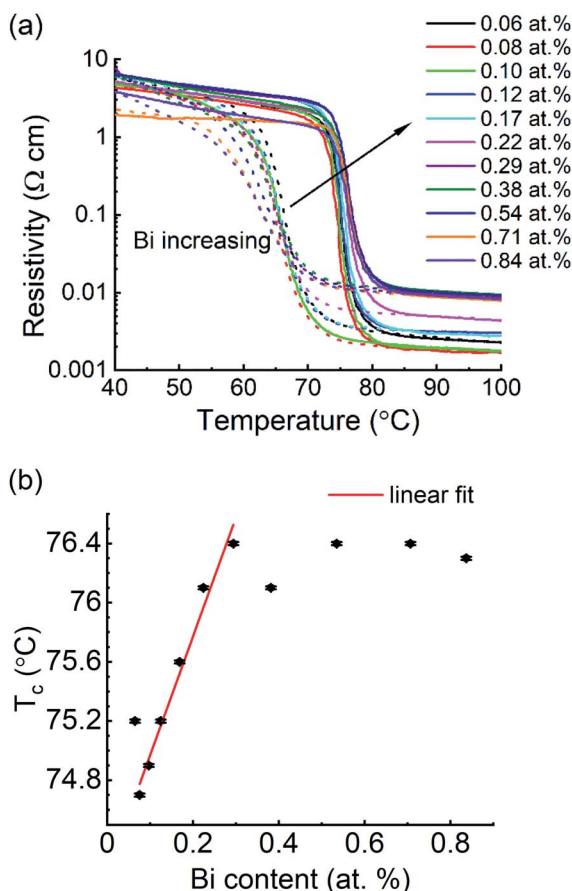 (a)
0.06 at.%
0.08 at.%
0.10 at.%
0.12 at.%
0.17 at.%
0.22 at.%
0.29 at.%
0.38 at.%
0.54 at.%
0.71 at.%
0.84 at.%
10
1
0.1
0.01
0.001
Resistivity (Ω cm)
Bi increasing
40 50 60 70 80 90 100
Temperature (°C)
(b)
linear fit
76.4
76
75.6
75.2
74.8
T_c (°C)
0 0.2 0.4 0.6 0.8
Bi content (at. %)